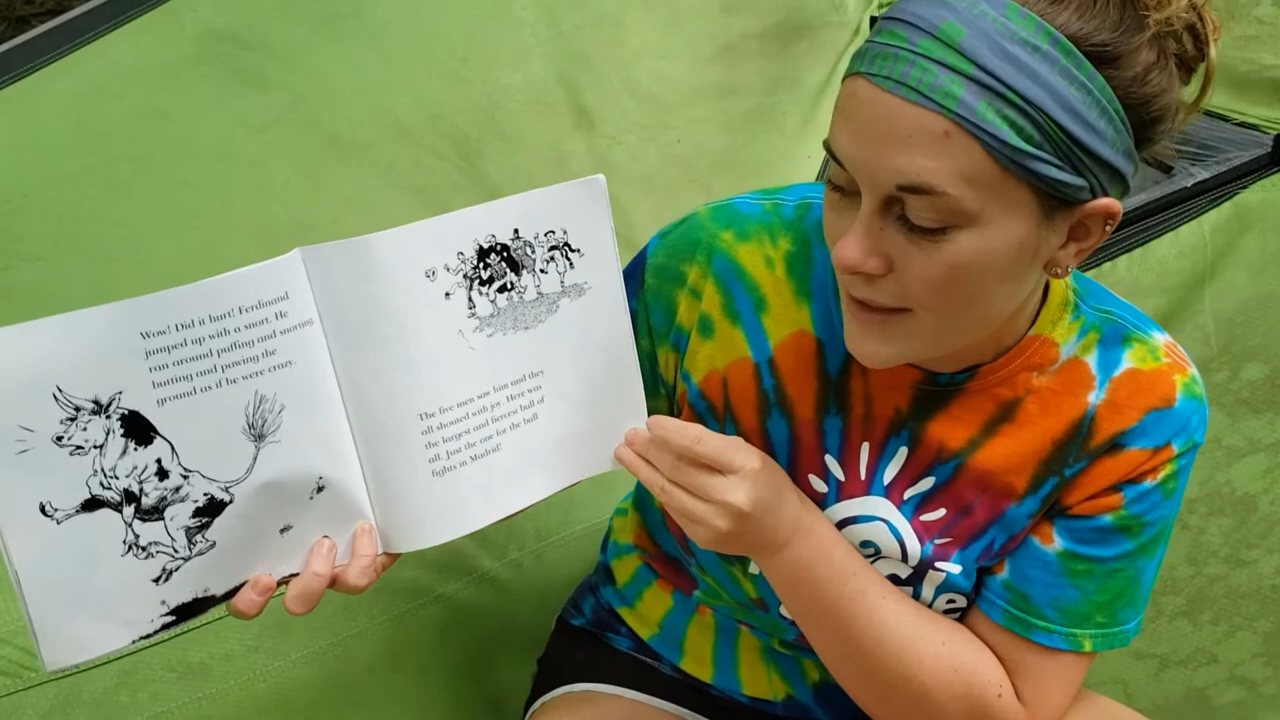 Wow! Did it hurt! Ferdinand
jumped up with a snort. He
ran around puffing and snorting,
butting and pawing the
ground as if he were crazy.
The five men saw him and they
all shouted with joy. Here was
the largest and fiercest bull of
all. Just the one for the bull
fights in Madrid!